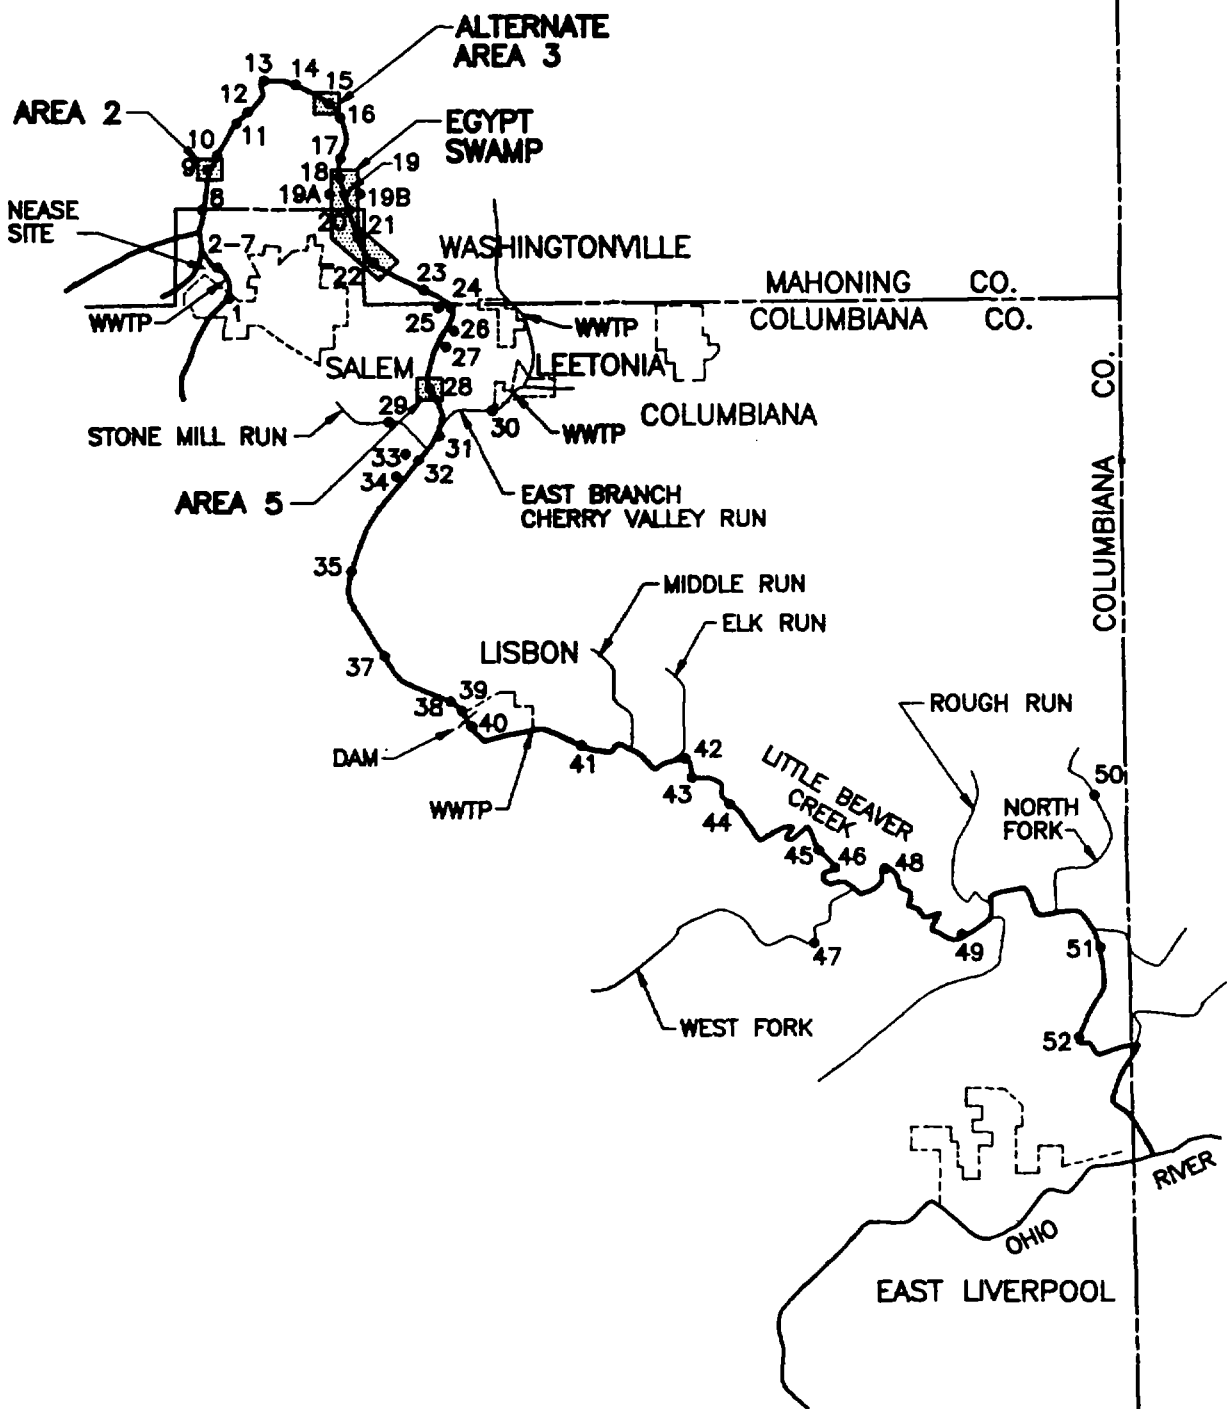 ALTERNATE
AREA 3
13
14
15
12
16
AREA 2
11
EGYPT
SWAMP
10
17
19
9
18
19A
19B
8
NEASE
SITE
20
21
2-7
WASHINGTONVILLE
22
23
24
MAHONING CO.
COLUMBIANA CO.
WWTP
1
25
26
WWTP
27
SALEM
LEETONIA
28
29
30
COLUMBIANA
STONE MILL RUN
31
WWTP
33
32
34
AREA 5
EAST BRANCH
CHERRY VALLEY RUN
COLUMBIANA CO.
35
MIDDLE RUN
ELK RUN
LISBON
37
39
38
40
ROUGH RUN
DAM
41
42
LITTLE BEAVER
CREEK
43
50
WWTP
44
NORTH
FORK
45
46
48
47
49
51
WEST FORK
52
RIVER
OHIO
EAST LIVERPOOL